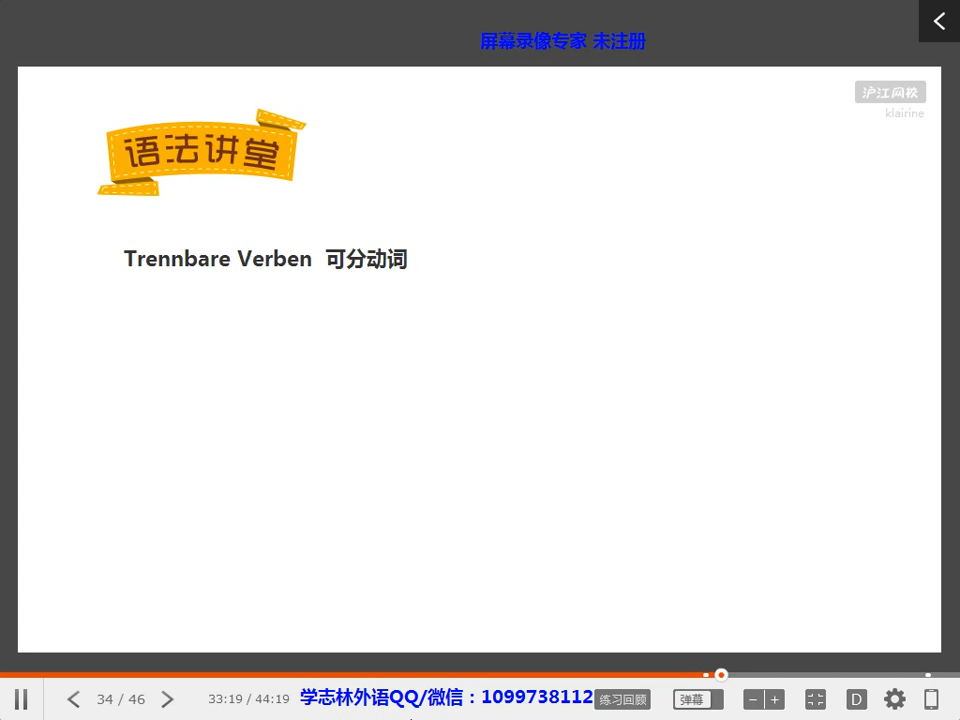 屏幕录像专家 未注册
沪江网校
klairine
语法讲堂
Trennbare Verben 可分动词
34 / 46
33:19 / 44:19
学志林外语QQ/微信：1099738112
练习回顾
弹幕
D